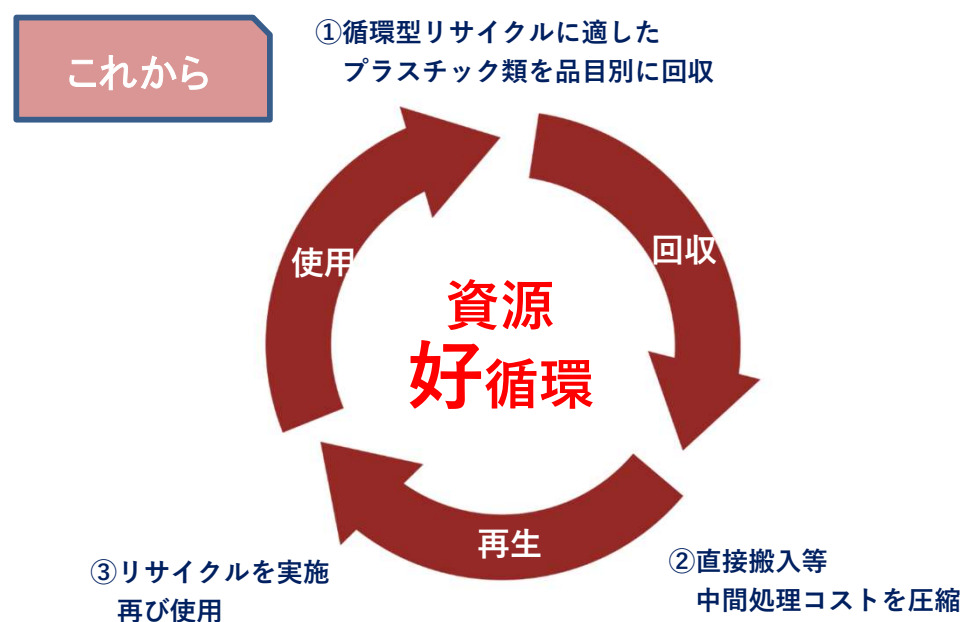 これから
①循環型リサイクルに適した
プラスチック類を品目別に回収
使用
回収
資源
好循環
再生
②直接搬入等
中間処理コストを圧縮
③リサイクルを実施
再び使用